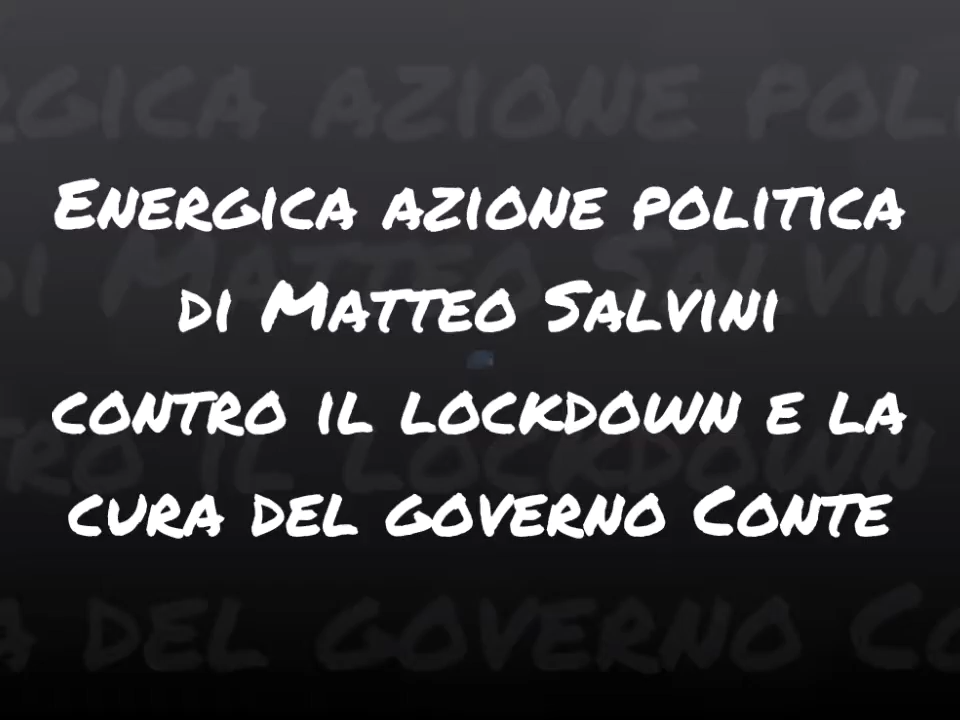 Energica azione politica
di Matteo Salvini
contro il lockdown e la
cura del governo Conte